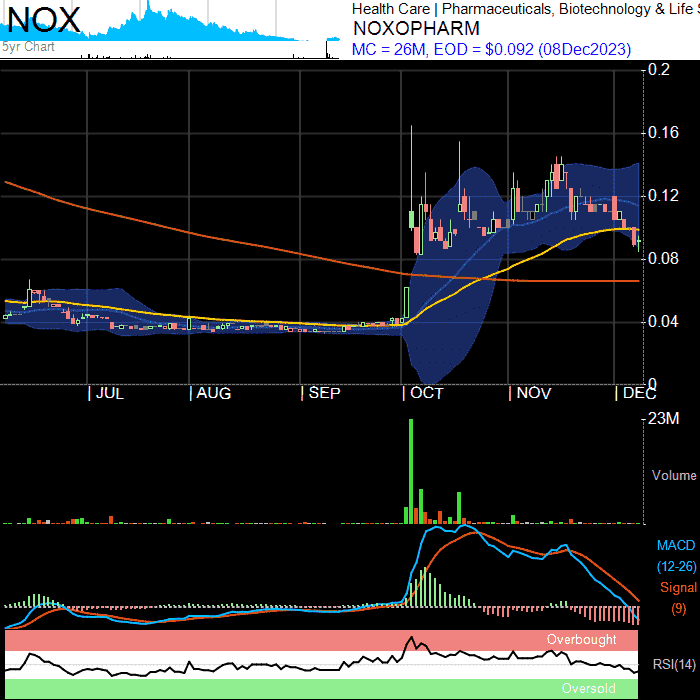 NOX
5yr Chart
Health Care | Pharmaceuticals, Biotechnology & Life S
NOXOPHARM
MC = 26M, EOD = $0.092 (08Dec2023)
0.2
0.16
0.12
0.08
0.04
0
JUL AUG SEP OCT NOV DEC
23M
Volume
MACD
(12-26)
Signal
(9)
Overbought
RSI(14)
Oversold